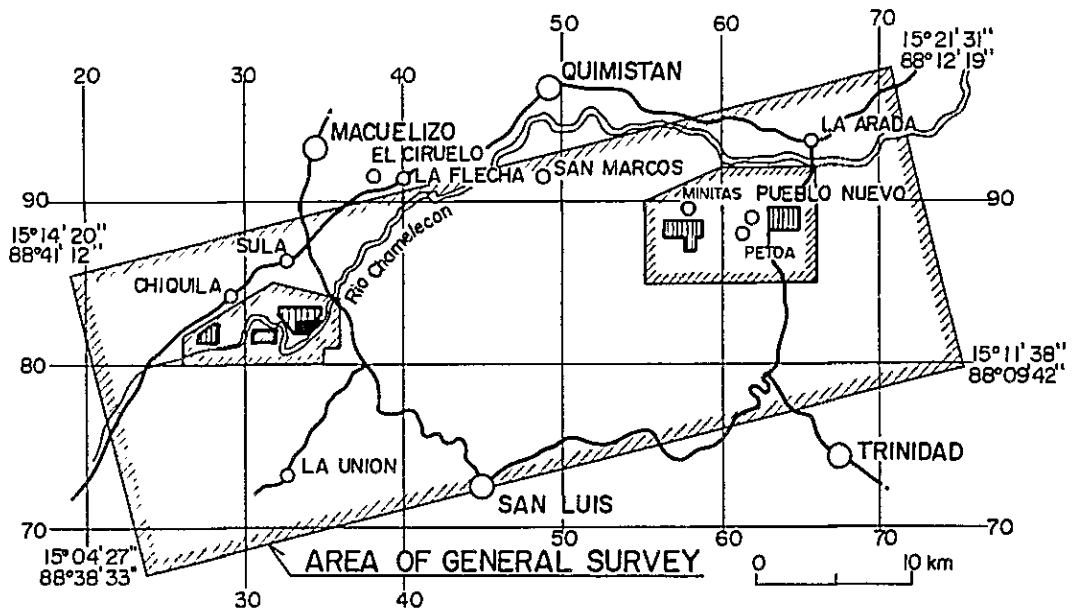 70
50
15°21'31"
88°12'19"
20
60
40
30
QUIMISTAN
MACUELIZO
LA ARADA
EL CIRUELO
LA FLECHA
SAN MARCOS
90
MINITAS
PUEBLO NUEVO
90
15°14'20"
88°41'12"
SULA
Rio Chamelecon
PETOA
CHIQUILA
80
80
15°11'38"
88°09'42"
LA UNION
TRINIDAD
SAN LUIS
70
50
60
70
15°04'27"
88°38'33"
AREA OF GENERAL SURVEY
70
0
10 km
30
40